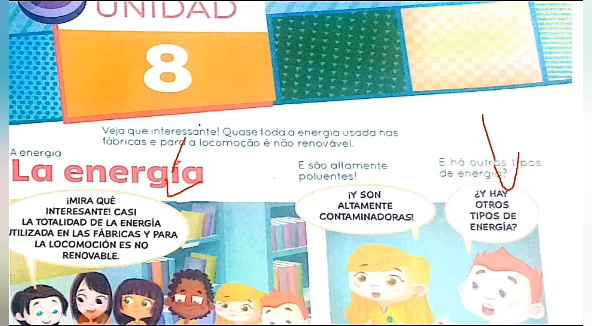 UNIDAD
8
Veja que interessante! Quase toda a energia usada nas
fábricas e para a locomoção é não renovável.
A energia
La energía
E são altamente
poluentes!
E há outros tipos
de energia?
¡MIRA QUÉ
INTERESANTE! CASI
LA TOTALIDAD DE LA ENERGÍA
UTILIZADA EN LAS FÁBRICAS Y PARA
LA LOCOMOCIÓN ES NO
RENOVABLE.
¡Y SON
ALTAMENTE
CONTAMINADORAS!
¿Y HAY
OTROS
TIPOS DE
ENERGÍA?